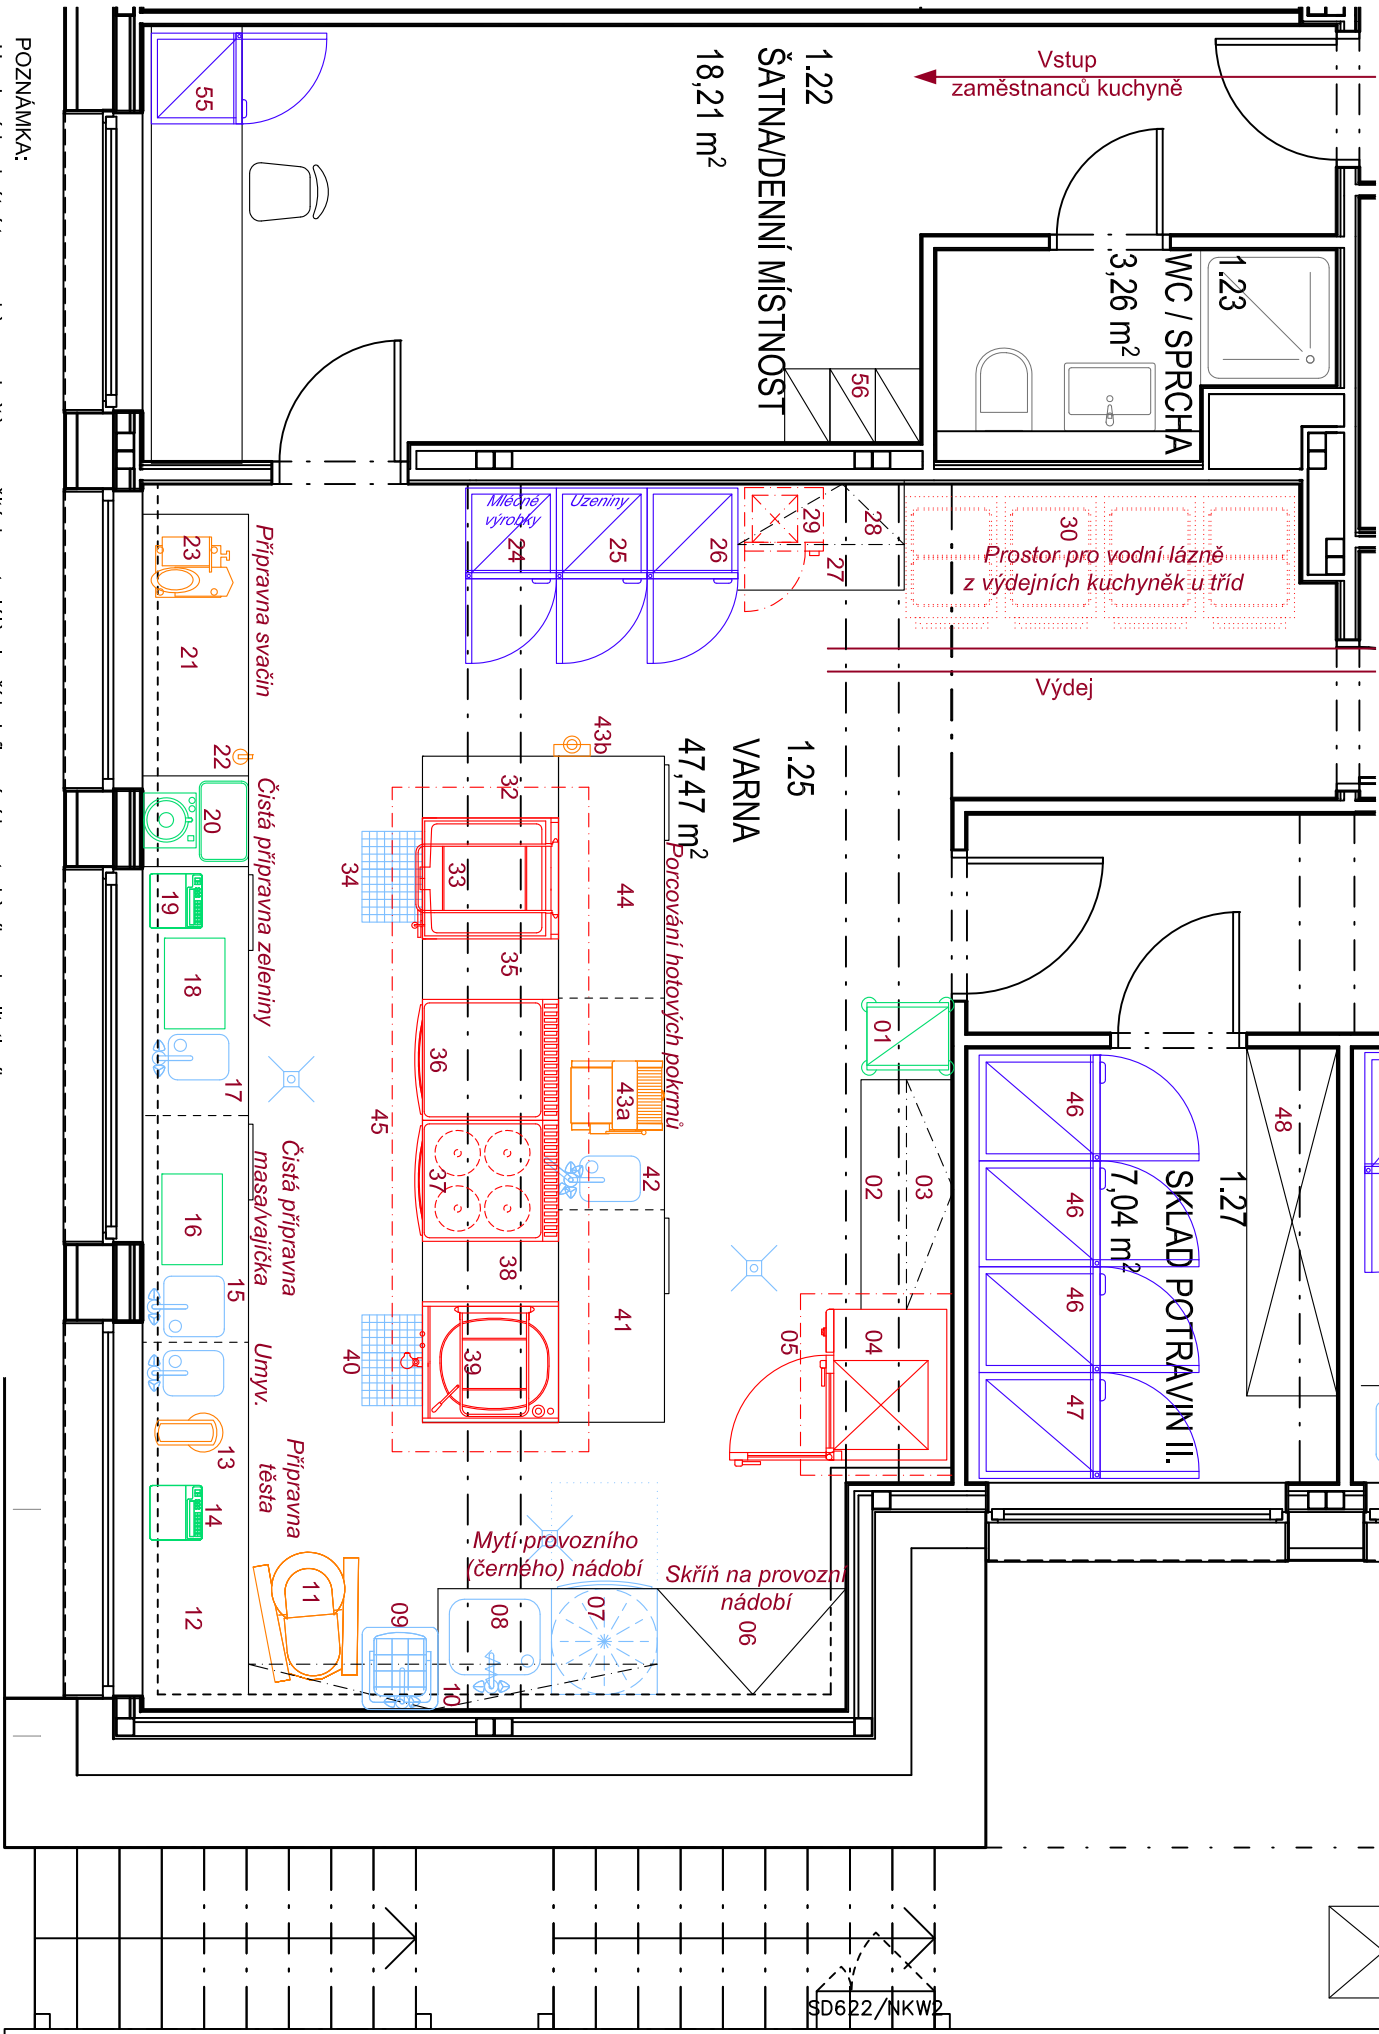 POZNÁMKA:
Vstup
zaměstnanců kuchyně
1.22
ŠATNA/DENNÍ MÍSTNOST
18,21 m²
55
1.23
WC / SPRCHA
3,26 m²
56
Mléčné
výrobky
24
Uzeniny
25
26
29
28
27
30
Prostor pro vodní lázně
z výdejních kuchyněk u tříd
Výdej
23
21
Přípravna svačin
22
20
Čistá přípravna zeleniny
19
18
17
43b
1.25
VARNA
47,47 m²
32
33
34
35
44
Porcování hotových pokrmů
36
43a
45
37
42
38
41
39
40
01
02
03
04
05
46
46
46
47
48
1.27
SKLAD POTRAVIN II.
7,04 m²
Čistá přípravna
masa/vajíčka
16
15
Umyv.
13
14
Přípravna
těsta
11
12
09
10
08
07
06
Mytí provozního
(černého) nádobí
Skříň na provozní
nádobí
SD622/NKW2